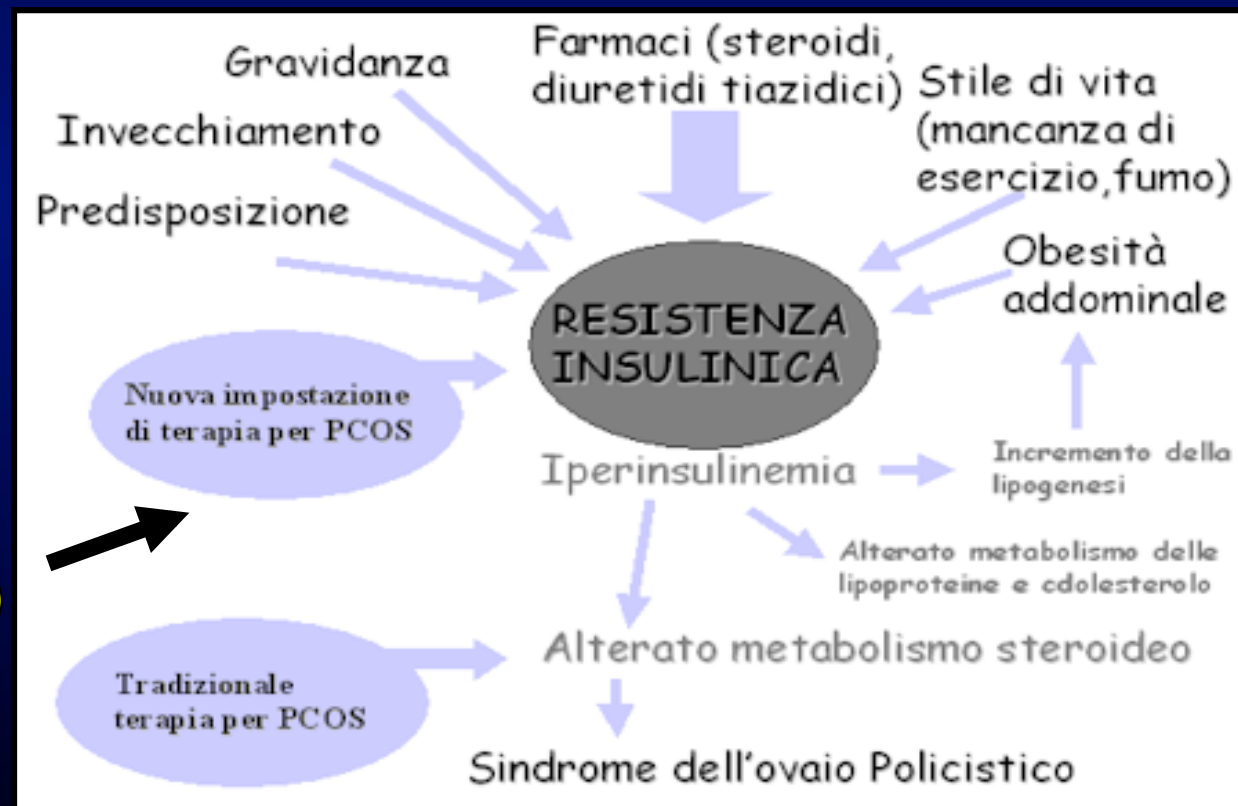 Gravidanza
Farmaci (steroidi,
diuretidi tiazidici)
Stile di vita
(mancanza di
esercizio,fumo)
Invecchiamento
Predisposizione
Obesità
addominale
RESISTENZA
INSULINICA
Nuova impostazione
di terapia per PCOS
Iperinsulinemia
Incremento della
lipogenesi
Alterato metabolismo delle
lipoproteine e cdolesterolo
Alterato metabolismo steroideo
Tradizionale
terapia per PCOS
Sindrome dell'ovaio Policistico